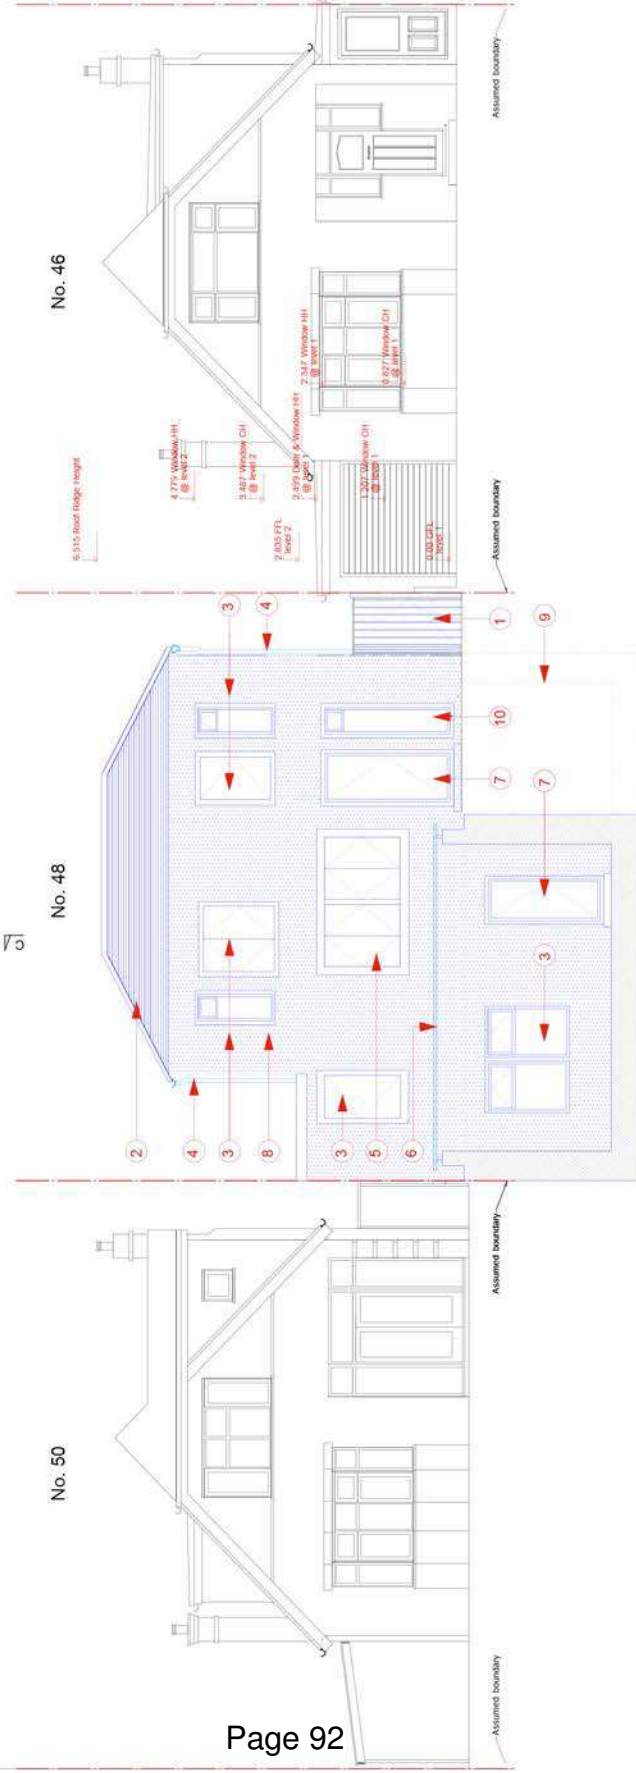 No. 50
No. 48
No. 46
6.515 Roof Ridge Height
4.779 Window HH
@ level 2
3.487 Window CH
@ level 2
2.835 FFL
level 2
2.499 Door & Window HH
@ level 1
2.347 Window HH
@ level 1
1.207 Window CH
@ level 1
0.827 Window CH
@ level 1
0.00 GFL
level 1
2
4
3
8
3
5
6
3
7
3
4
1
10
7
9
Assumed boundary
Assumed boundary
Assumed boundary
Assumed boundary
Page 92